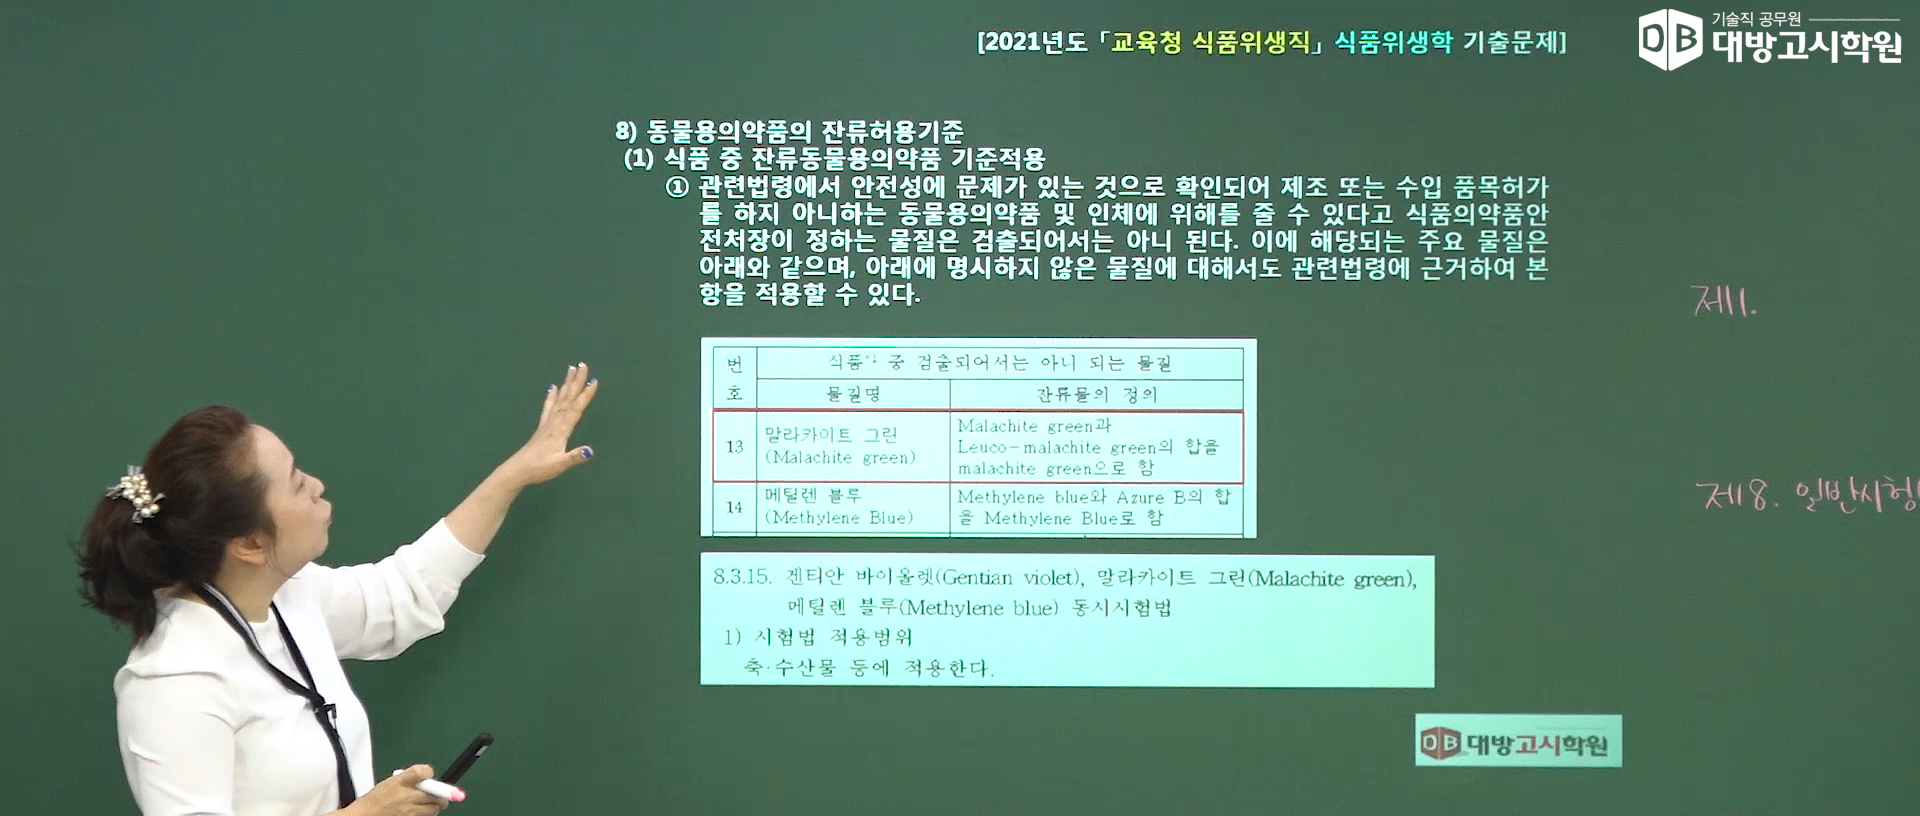 [2021년도 「교육청 식품위생직」 식품위생학 기출문제]
기술직 공무원
DB 대방고시학원
8) 동물용의약품의 잔류허용기준
(1) 식품 중 잔류동물용의약품 기준적용
① 관련법령에서 안전성에 문제가 있는 것으로 확인되어 제조 또는 수입 품목허가
를 하지 아니하는 동물용의약품 및 인체에 위해를 줄 수 있다고 식품의약품안
전처장이 정하는 물질은 검출되어서는 아니 된다. 이에 해당되는 주요 물질은
아래와 같으며, 아래에 명시하지 않은 물질에 대해서도 관련법령에 근거하여 본
항을 적용할 수 있다.
제1.
번호
식품 중 검출되어서는 아니 되는 물질
물질명
잔류물의 정의
13
말라카이트 그린
(Malachite green)
Malachite green과
Leuco-malachite green의 합을
malachite green으로 함
14
메틸렌 블루
(Methylene Blue)
Methylene blue와 Azure B의 합
을 Methylene Blue로 함
제8. 일반시험
8.3.15. 겐티안 바이올렛(Gentian violet), 말라카이트 그린(Malachite green),
메틸렌 블루(Methylene blue) 동시시험법
1) 시험법 적용범위
축·수산물 등에 적용한다.
DB 대방고시학원